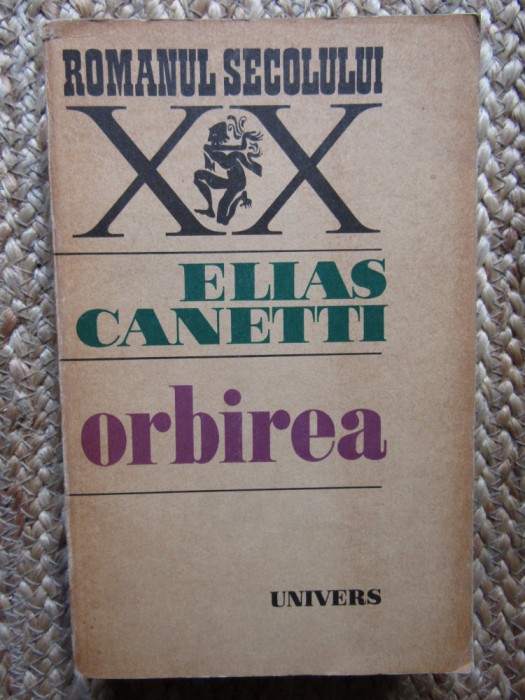 ROMANUL SECOLULUI
XX
ELIAS
CANETTI
orbirea
UNIVERS